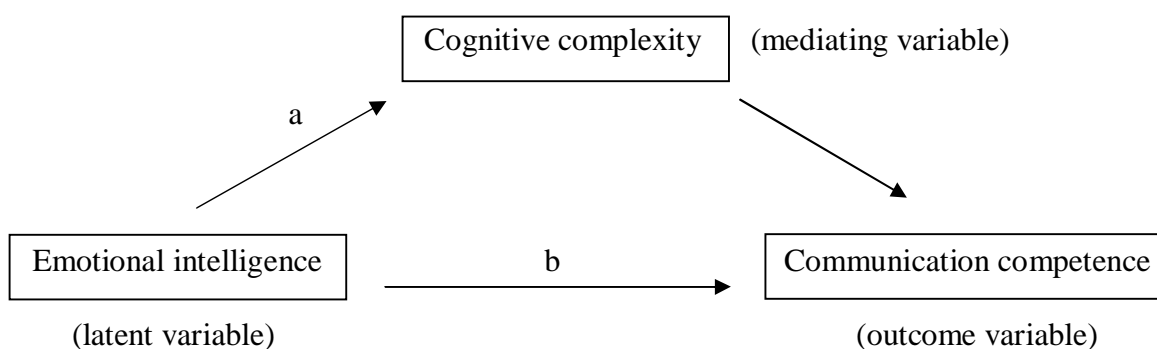 Cognitive complexity (mediating variable)
a
Emotional intelligence
b
Communication competence
(latent variable)
(outcome variable)